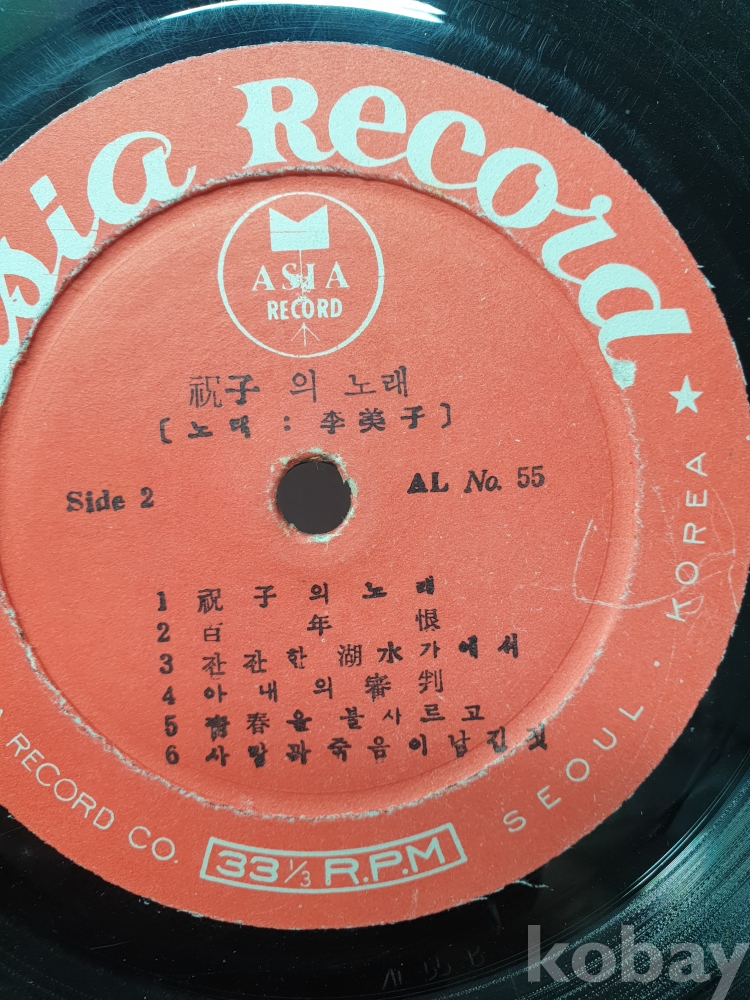 sia Record
ASIA
RECORD
祝子의 노래
[노래 : 李美子]
Side 2
AL No. 55
1 祝子의노래
2 百年恨
3 잔잔한湖水가에서
4 아내의審判
5 靑春을불사르고
6 사랑과죽음이남긴것
A RECORD CO.
33 1/3 R.P.M
SEOUL . KOREA
kobay